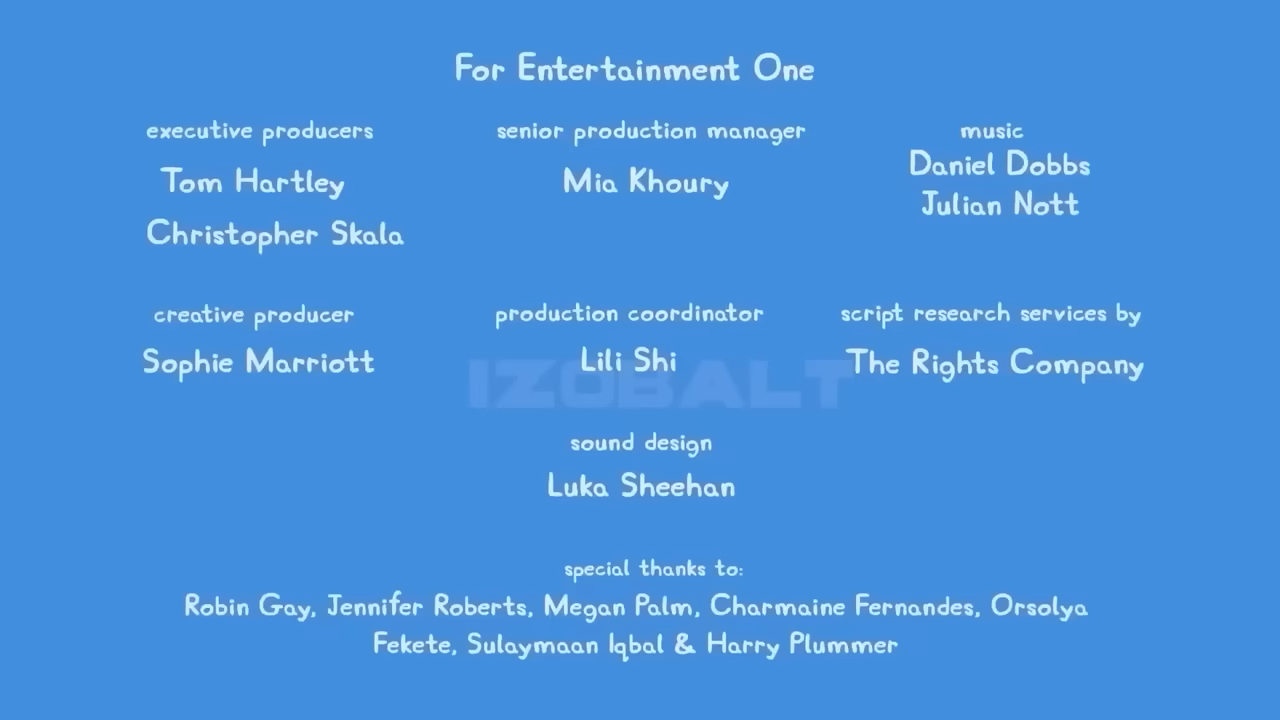 For Entertainment One
executive producers
Tom Hartley
Christopher Skala
senior production manager
Mia Khoury
music
Daniel Dobbs
Julian Nott
creative producer
Sophie Marriott
production coordinator
Lili Shi
script research services by
The Rights Company
IZOBALT
sound design
Luka Sheehan
special thanks to:
Robin Gay, Jennifer Roberts, Megan Palm, Charmaine Fernandes, Orsolya
Fekete, Sulaymaan Iqbal & Harry Plummer